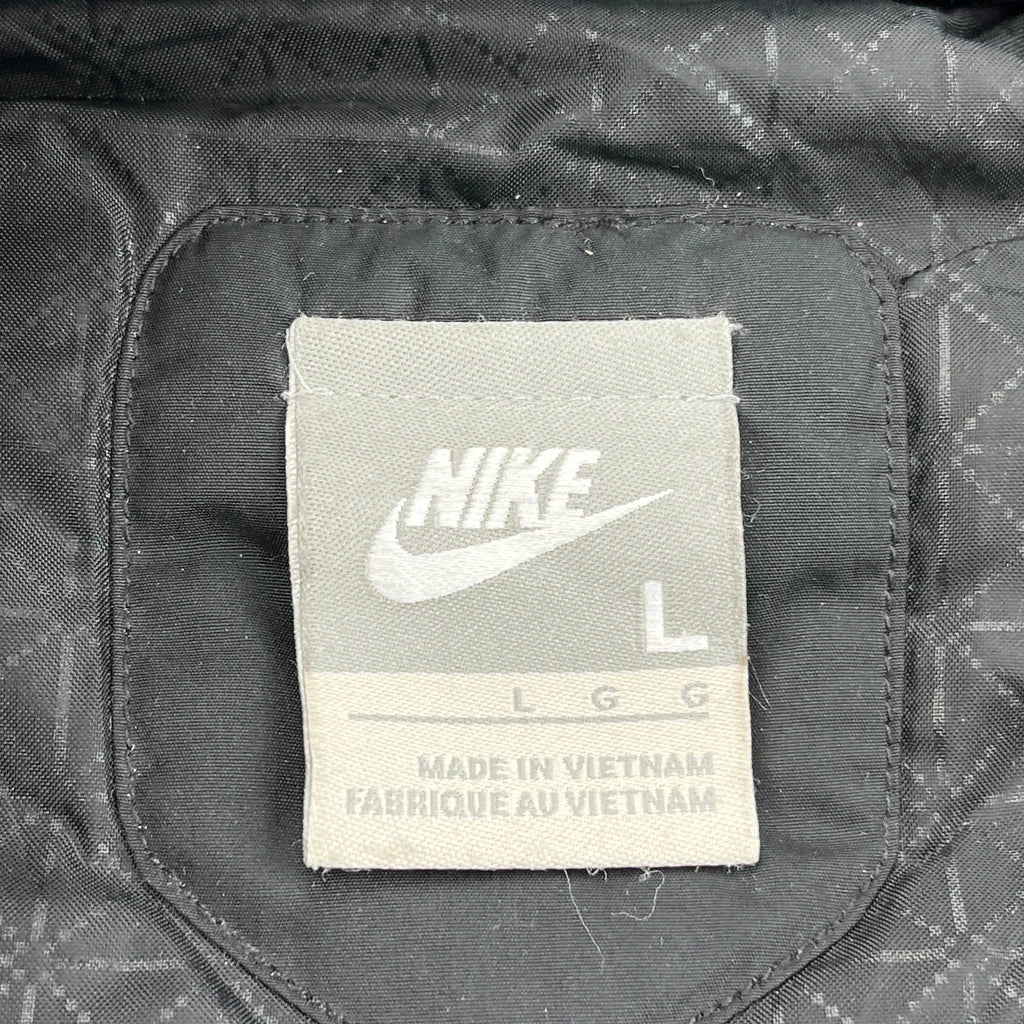 NIKE
L
L G G
MADE IN VIETNAM
FABRIQUE AU VIETNAM